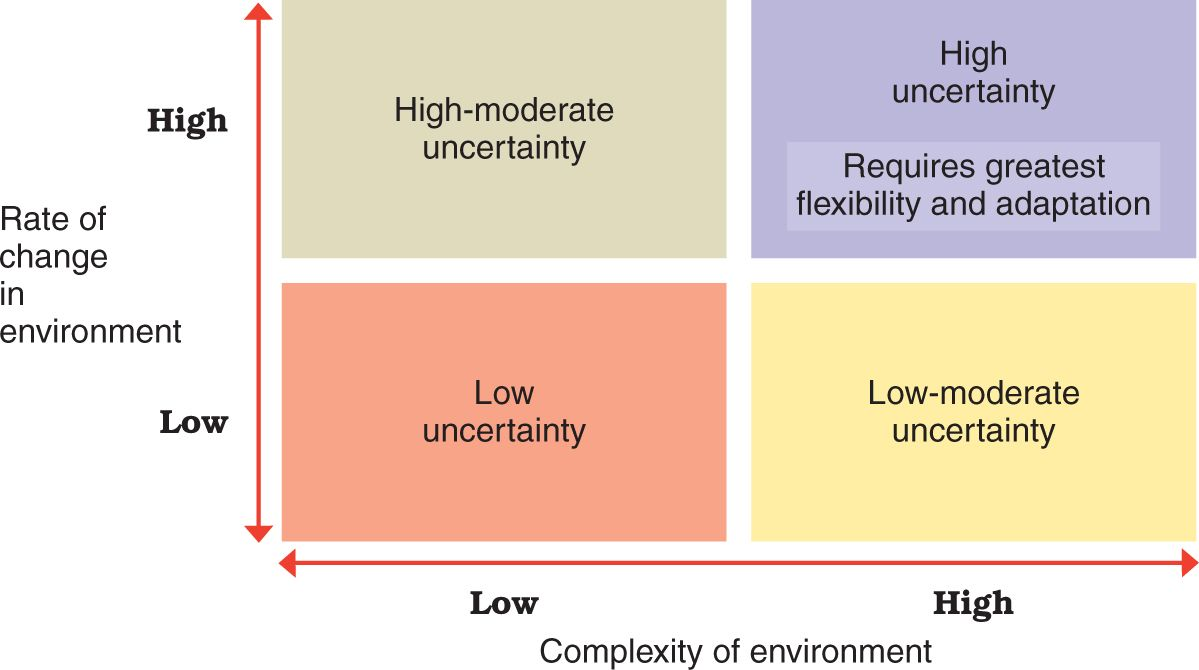 High
Rate of
change
in
environment
Low
High-moderate
uncertainty
High
uncertainty
Requires greatest
flexibility and adaptation
Low
uncertainty
Low-moderate
uncertainty
Low
High
Complexity of environment